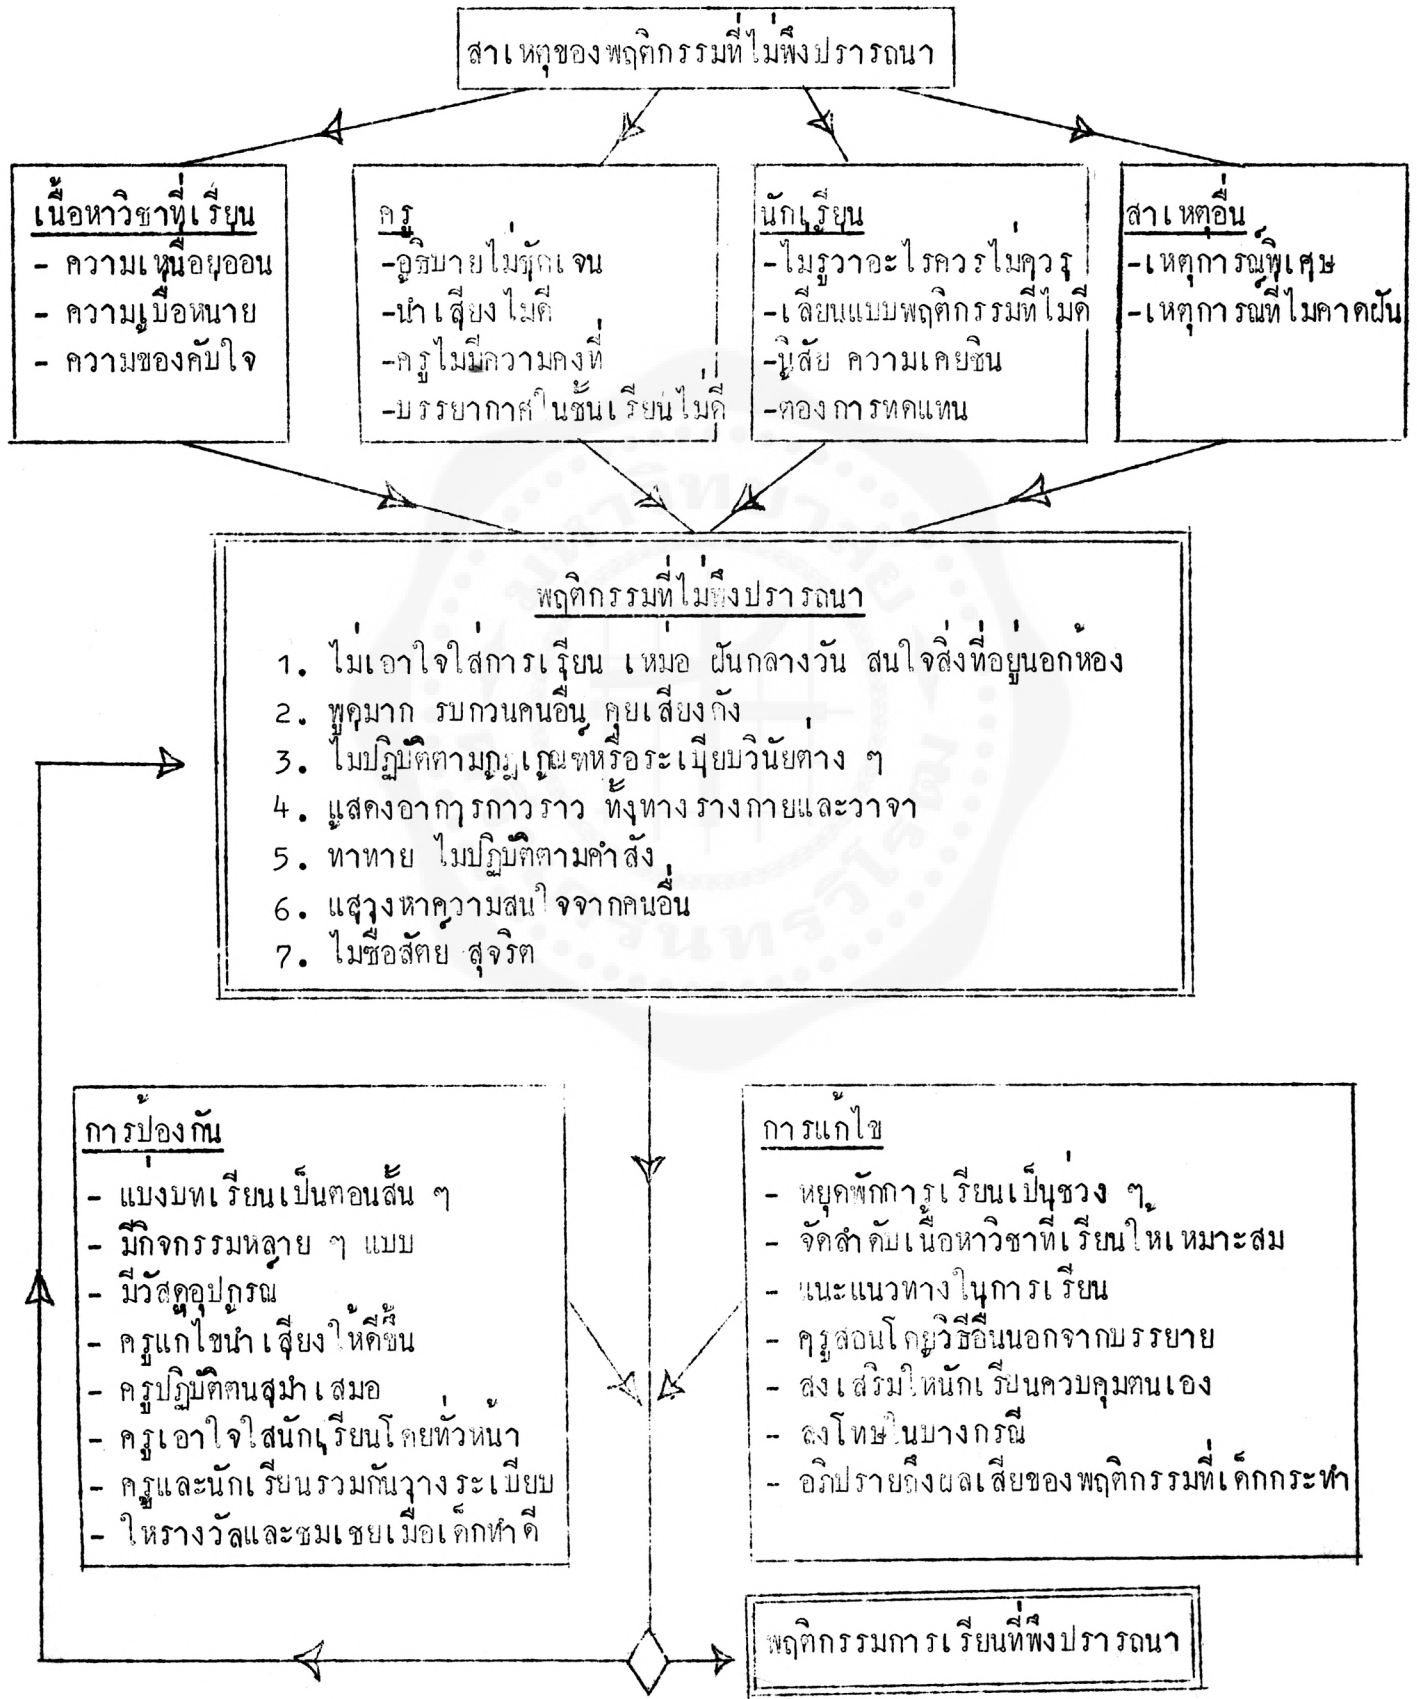 สาเหตุของพฤติกรรมที่ไม่พึงปรารถนา
เนื้อหาวิชาที่เรียน
- ความเหนื่อยอ่อน
- ความเบื่อหน่าย
- ความข้องคับใจ
ครู
-อธิบายไม่ชัดเจน
-น้ำเสียงไม่ดี
-ครูไม่มีความคงที่
-บรรยากาศในชั้นเรียนไม่ดี
นักเรียน
-ไม่รู้ว่าอะไรควรไม่ควร
-เลียนแบบพฤติกรรมที่ไม่ดี
-นิสัย ความเคยชิน
-ต้องการทดแทน
สาเหตุอื่น
-เหตุการณ์พิเศษ
-เหตุการณ์ที่ไม่คาดฝัน
พฤติกรรมที่ไม่พึงปรารถนา
1. ไม่เอาใจใส่การเรียน เหม่อ ฝันกลางวัน สนใจสิ่งที่อยู่นอกห้อง
2. พูดมาก รบกวนคนอื่น คุยเสียงดัง
3. ไม่ปฏิบัติตามกฎเกณฑ์หรือระเบียบวินัยต่าง ๆ
4. แสดงอาการก้าวร้าว ทั้งทางร่างกายและวาจา
5. ท้าทาย ไม่ปฏิบัติตามคำสั่ง
6. แสวงหาความสนใจจากคนอื่น
7. ไม่ซื่อสัตย์ สุจริต
การป้องกัน
- แบ่งบทเรียนเป็นตอนสั้น ๆ
- มีกิจกรรมหลาย ๆ แบบ
- มีวัสดุอุปกรณ์
- ครูแก้ไขน้ำเสียงให้ดีขึ้น
- ครูปฏิบัติตนสม่ำเสมอ
- ครูเอาใจใส่นักเรียนโดยทั่วหน้า
- ครูและนักเรียนร่วมกันวางระเบียบ
- ให้รางวัลและชมเชยเมื่อเด็กทำดี
การแก้ไข
- หยุดพักการเรียนเป็นช่วง ๆ
- จัดลำดับเนื้อหาวิชาที่เรียนให้เหมาะสม
- แนะแนวทางในการเรียน
- ครูสอนโดยวิธีอื่นนอกจากบรรยาย
- ส่งเสริมให้นักเรียนควบคุมตนเอง
- ลงโทษในบางกรณี
- อภิปรายถึงผลเสียของพฤติกรรมที่เด็กกระทำ
พฤติกรรมการเรียนที่พึงปรารถนา